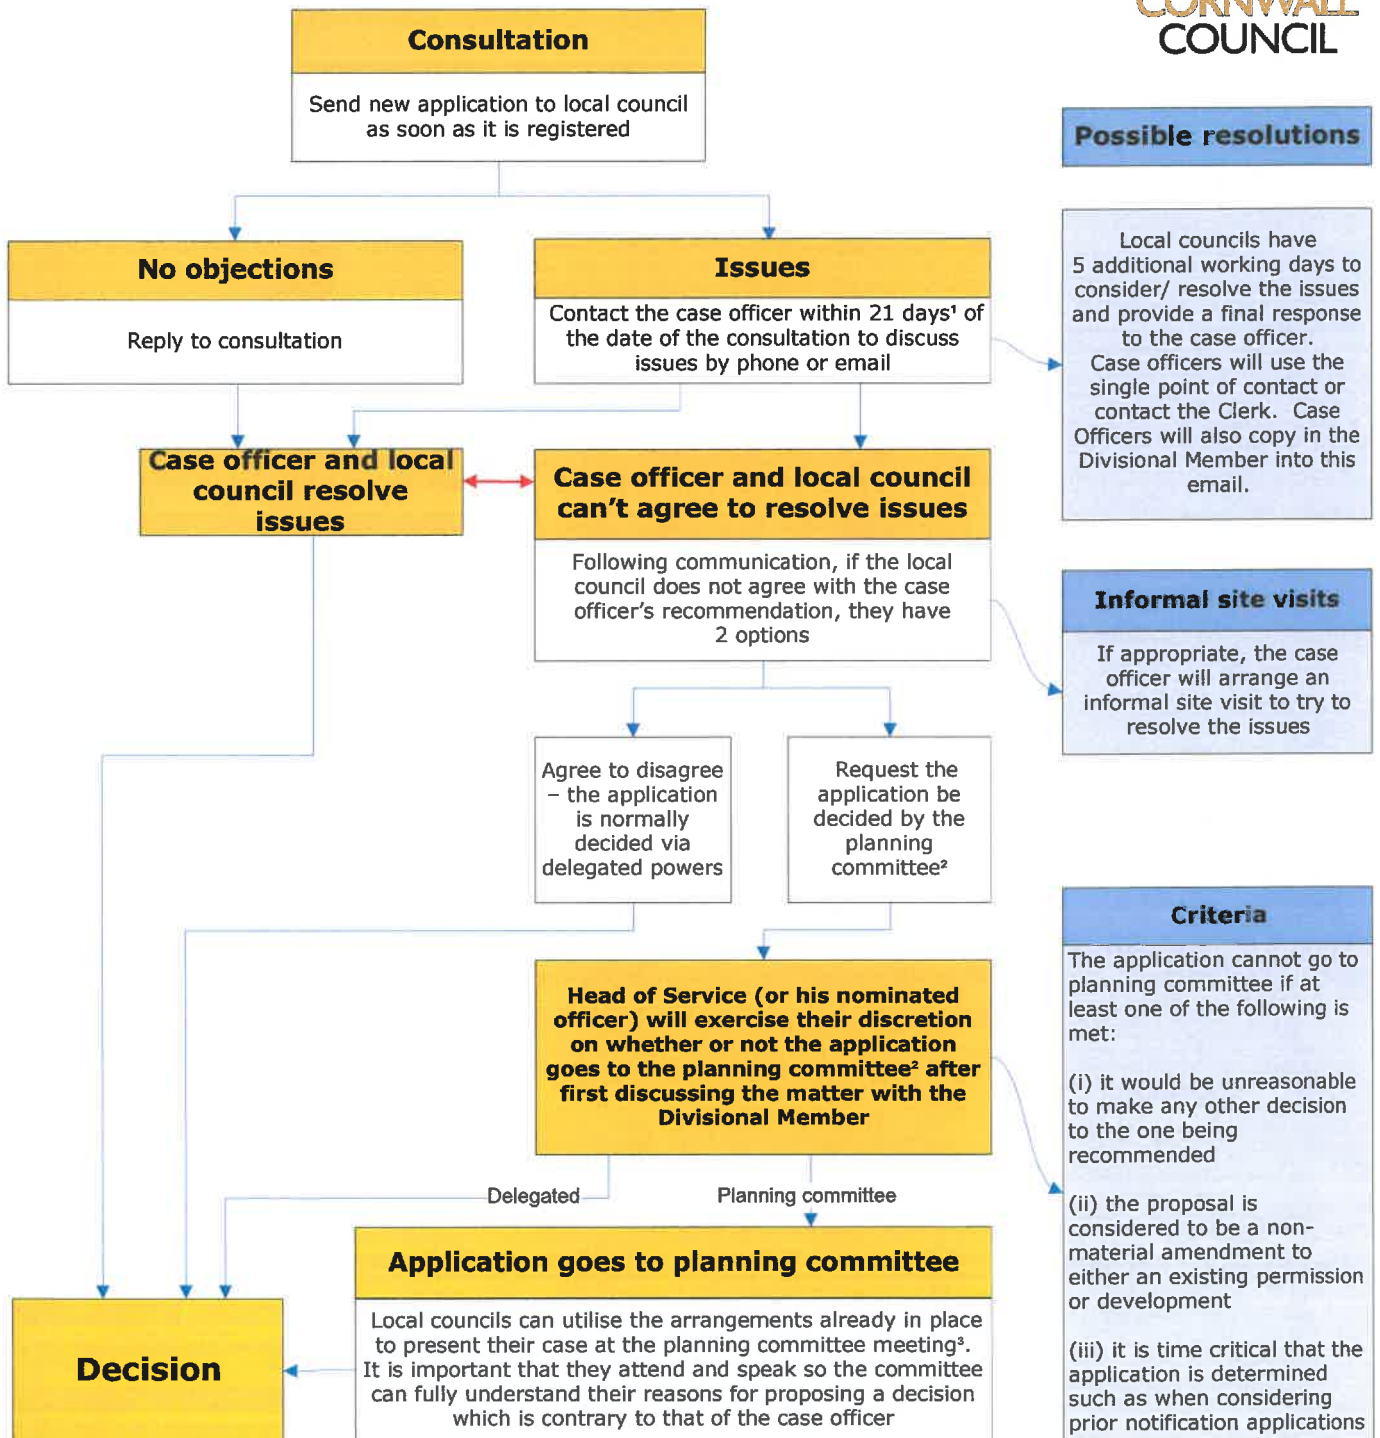 CORNWALL
COUNCIL
Consultation
Send new application to local council
as soon as it is registered
No objections
Reply to consultation
Issues
Contact the case officer within 21 days¹ of
the date of the consultation to discuss
issues by phone or email
Case officer and local
council resolve
issues
Case officer and local council
can't agree to resolve issues
Following communication, if the local
council does not agree with the case
officer's recommendation, they have
2 options
Agree to disagree
– the application
is normally
decided via
delegated powers
Request the
application be
decided by the
planning
committee²
Head of Service (or his nominated
officer) will exercise their discretion
on whether or not the application
goes to the planning committee² after
first discussing the matter with the
Divisional Member
Delegated
Planning committee
Application goes to planning committee
Local councils can utilise the arrangements already in place
to present their case at the planning committee meeting³.
It is important that they attend and speak so the committee
can fully understand their reasons for proposing a decision
which is contrary to that of the case officer
Decision
Possible resolutions
Local councils have
5 additional working days to
consider/ resolve the issues
and provide a final response
to the case officer.
Case officers will use the
single point of contact or
contact the Clerk. Case
Officers will also copy in the
Divisional Member into this
email.
Informal site visits
If appropriate, the case
officer will arrange an
informal site visit to try to
resolve the issues
Criteria
The application cannot go to
planning committee if at
least one of the following is
met:
(i) it would be unreasonable
to make any other decision
to the one being
recommended
(ii) the proposal is
considered to be a non-
material amendment to
either an existing permission
or development
(iii) it is time critical that the
application is determined
such as when considering
prior notification applications